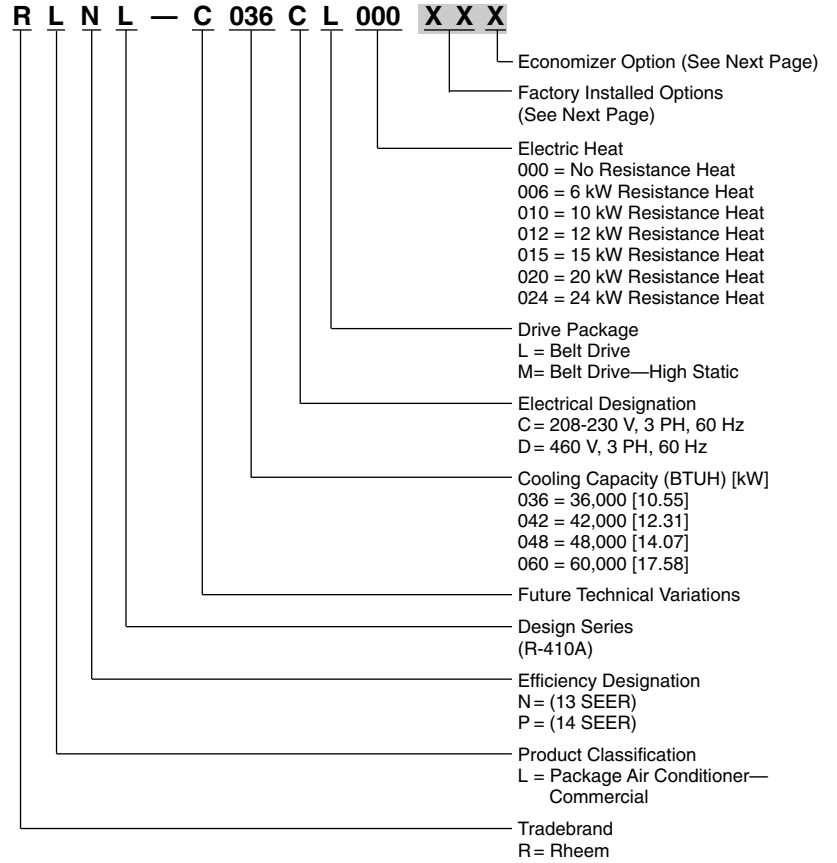 R L N L — C 036 C L 000 X X X
Economizer Option (See Next Page)
Factory Installed Options
(See Next Page)
Electric Heat
000 = No Resistance Heat
006 = 6 kW Resistance Heat
010 = 10 kW Resistance Heat
012 = 12 kW Resistance Heat
015 = 15 kW Resistance Heat
020 = 20 kW Resistance Heat
024 = 24 kW Resistance Heat
Drive Package
L = Belt Drive
M= Belt Drive—High Static
Electrical Designation
C = 208-230 V, 3 PH, 60 Hz
D = 460 V, 3 PH, 60 Hz
Cooling Capacity (BTUH) [kW]
036 = 36,000 [10.55]
042 = 42,000 [12.31]
048 = 48,000 [14.07]
060 = 60,000 [17.58]
Future Technical Variations
Design Series
(R-410A)
Efficiency Designation
N = (13 SEER)
P = (14 SEER)
Product Classification
L = Package Air Conditioner—
Commercial
Tradebrand
R = Rheem